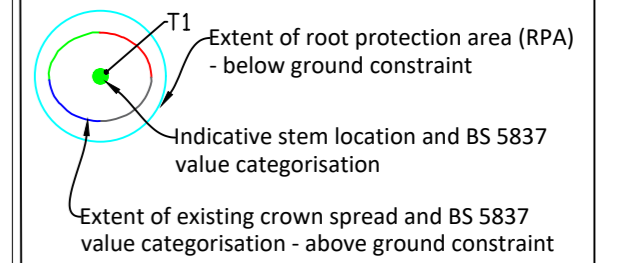 T1
Extent of root protection area (RPA)
- below ground constraint
Indicative stem location and BS 5837
value categorisation
Extent of existing crown spread and BS 5837
value categorisation - above ground constraint